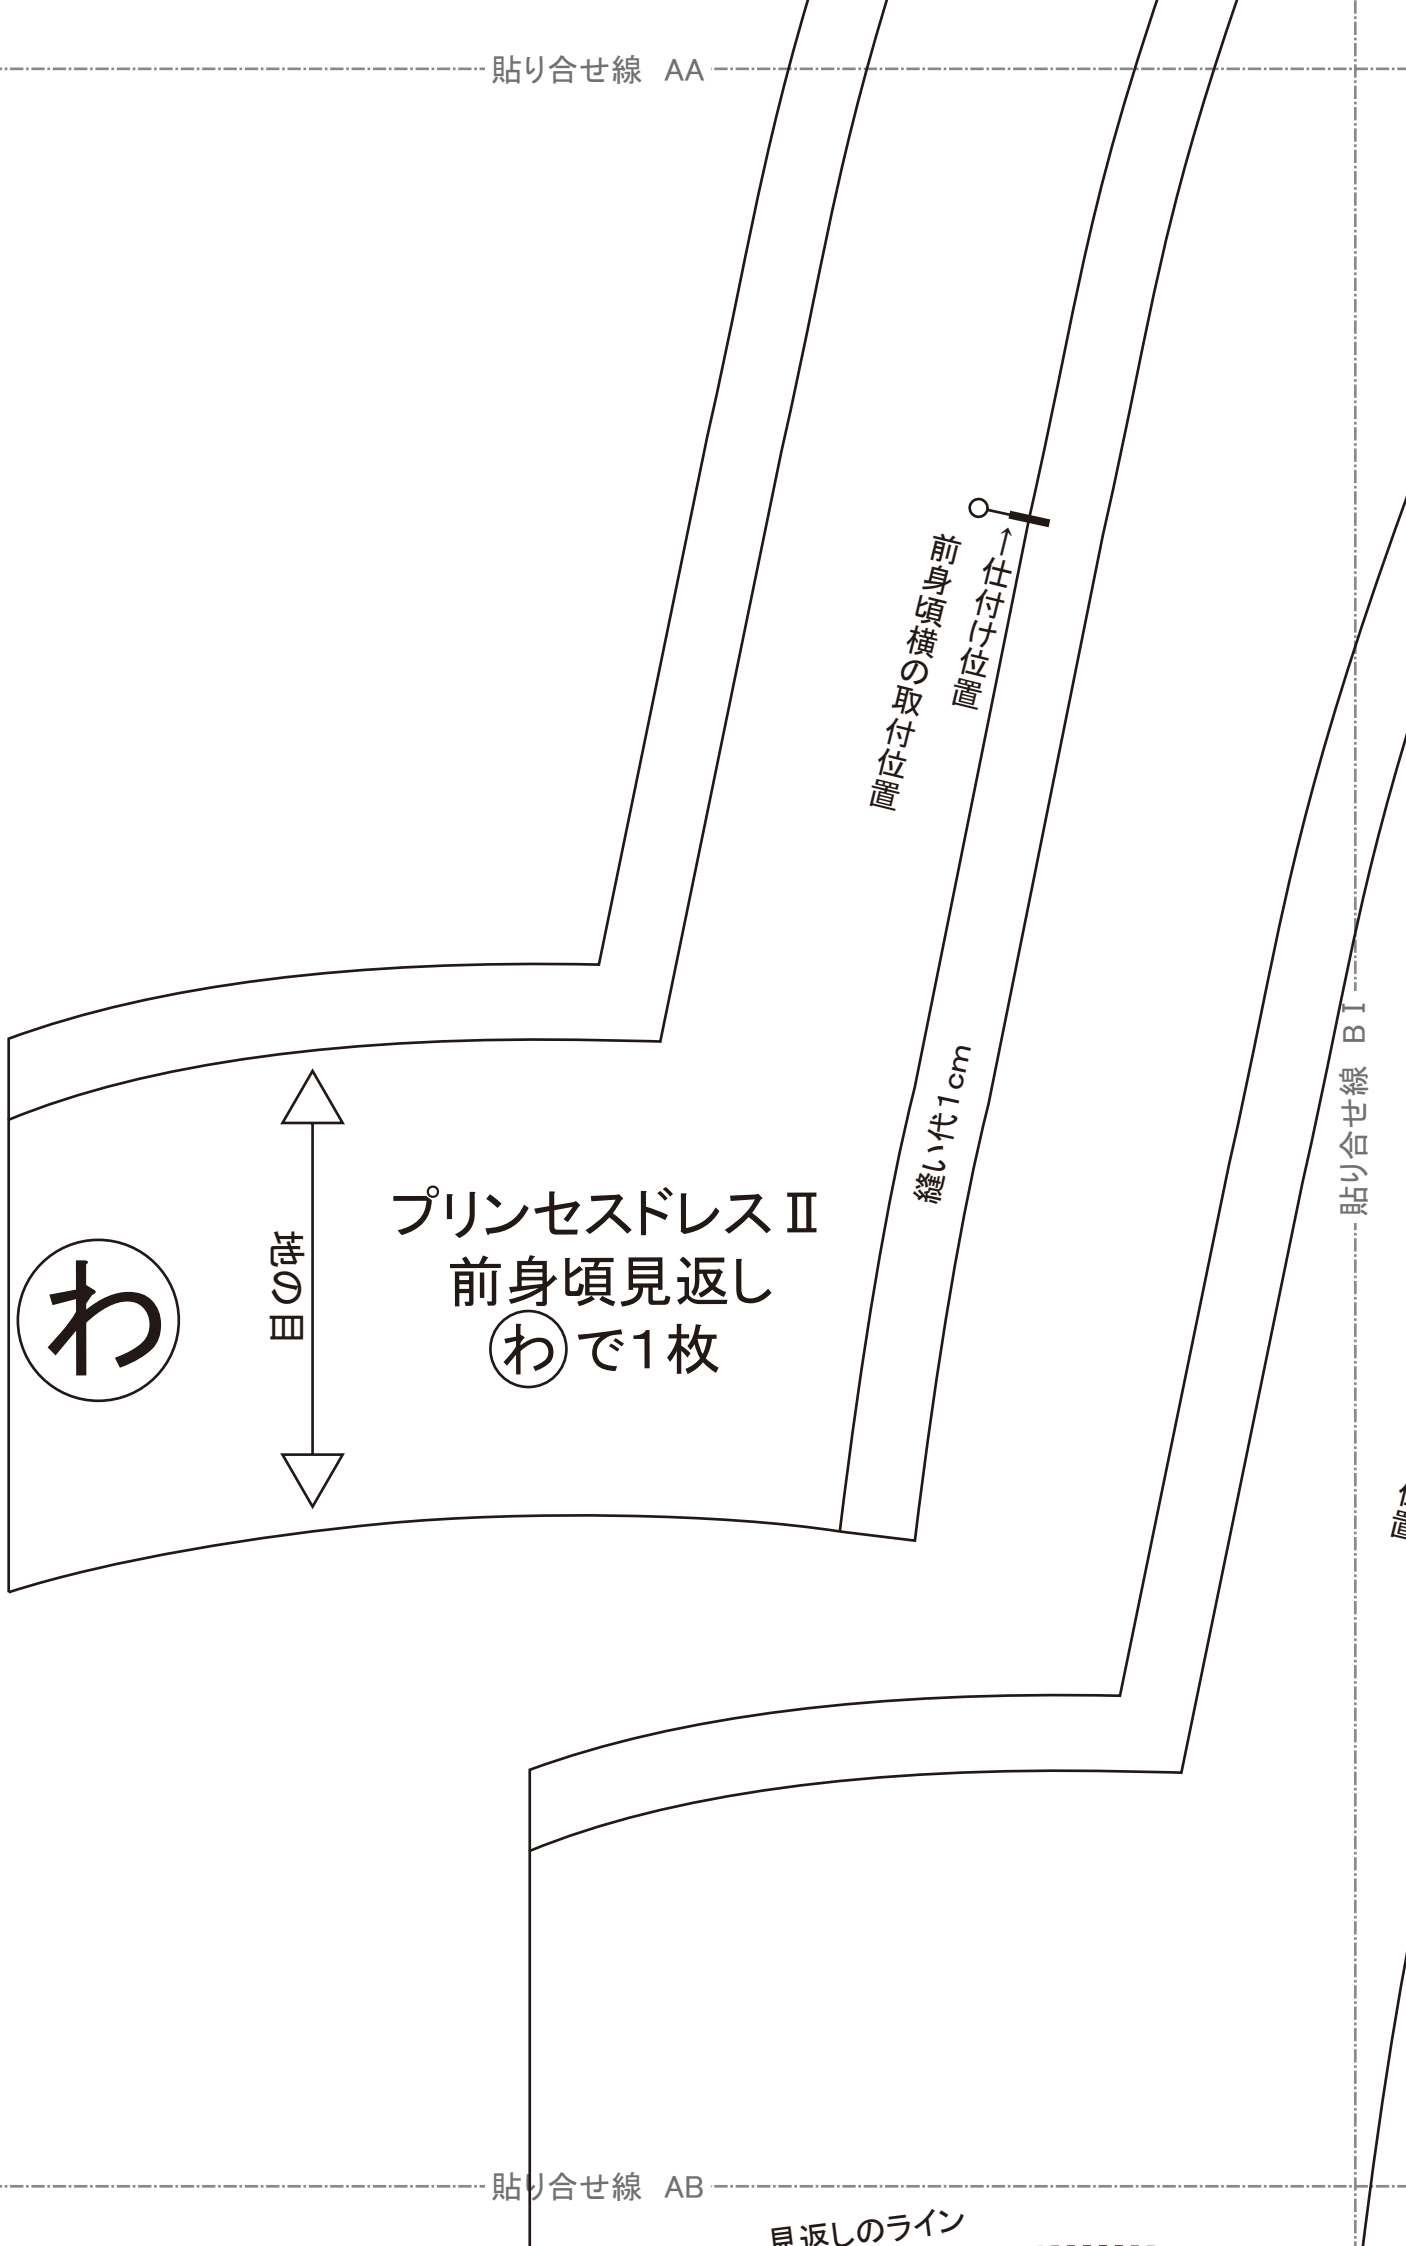 貼り合せ線 AA
←仕付け位置
前身頃横の取付位置
縫い代1cm
貼り合せ線 BⅠ
プリンセスドレスⅡ
前身頃見返し
わで1枚
地の目
わ
位置
貼り合せ線 AB
見返しのライン